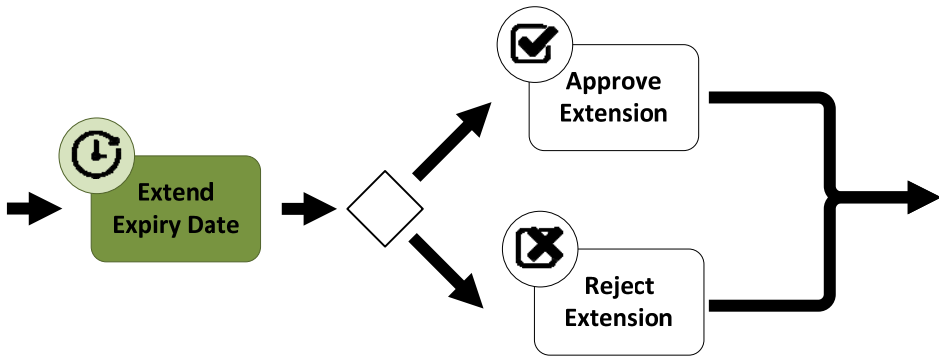 Extend
Expiry Date
Approve
Extension
Reject
Extension